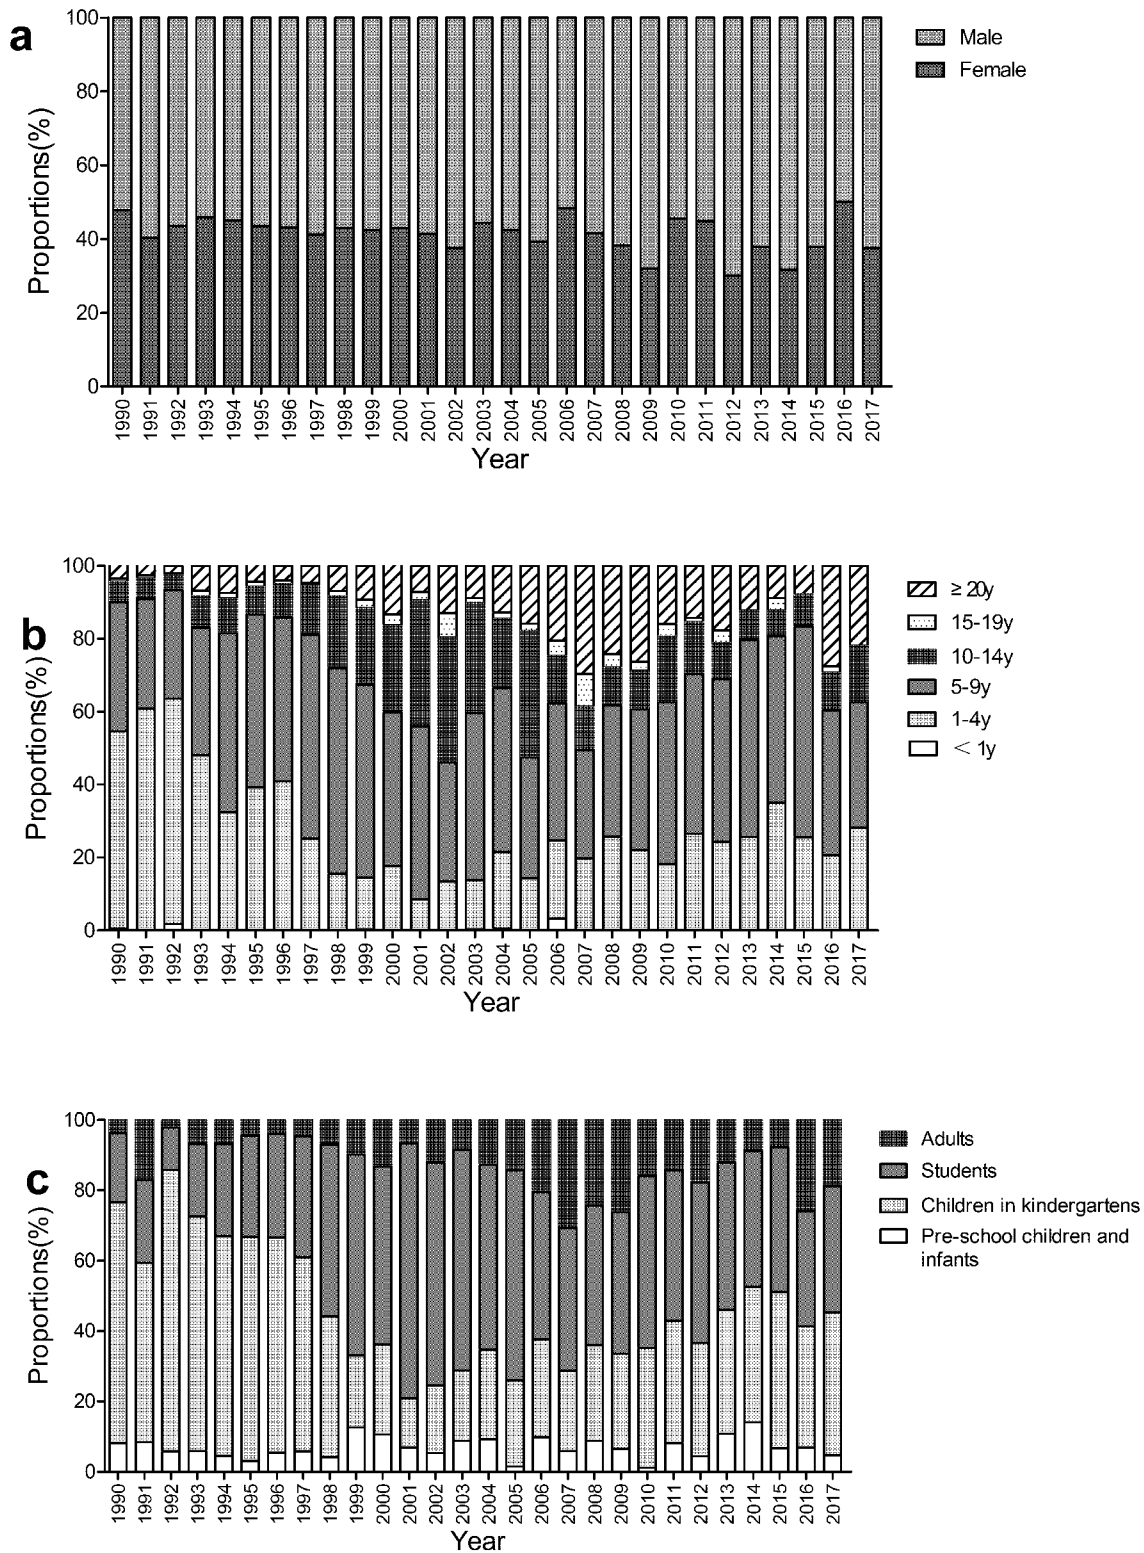 a
100
80
60
40
20
0
Proportions(%)
1990 1991 1992 1993 1994 1995 1996 1997 1998 1999 2000 2001 2002 2003 2004 2005 2006 2007 2008 2009 2010 2011 2012 2013 2014 2015 2016 2017
Year
Male
Female
b
100
80
60
40
20
0
Proportions(%)
1990 1991 1992 1993 1994 1995 1996 1997 1998 1999 2000 2001 2002 2003 2004 2005 2006 2007 2008 2009 2010 2011 2012 2013 2014 2015 2016 2017
Year
≥ 20y
15-19y
10-14y
5-9y
1-4y
< 1y
c
100
80
60
40
20
0
Proportions(%)
1990 1991 1992 1993 1994 1995 1996 1997 1998 1999 2000 2001 2002 2003 2004 2005 2006 2007 2008 2009 2010 2011 2012 2013 2014 2015 2016 2017
Year
Adults
Students
Children in kindergartens
Pre-school children and
infants